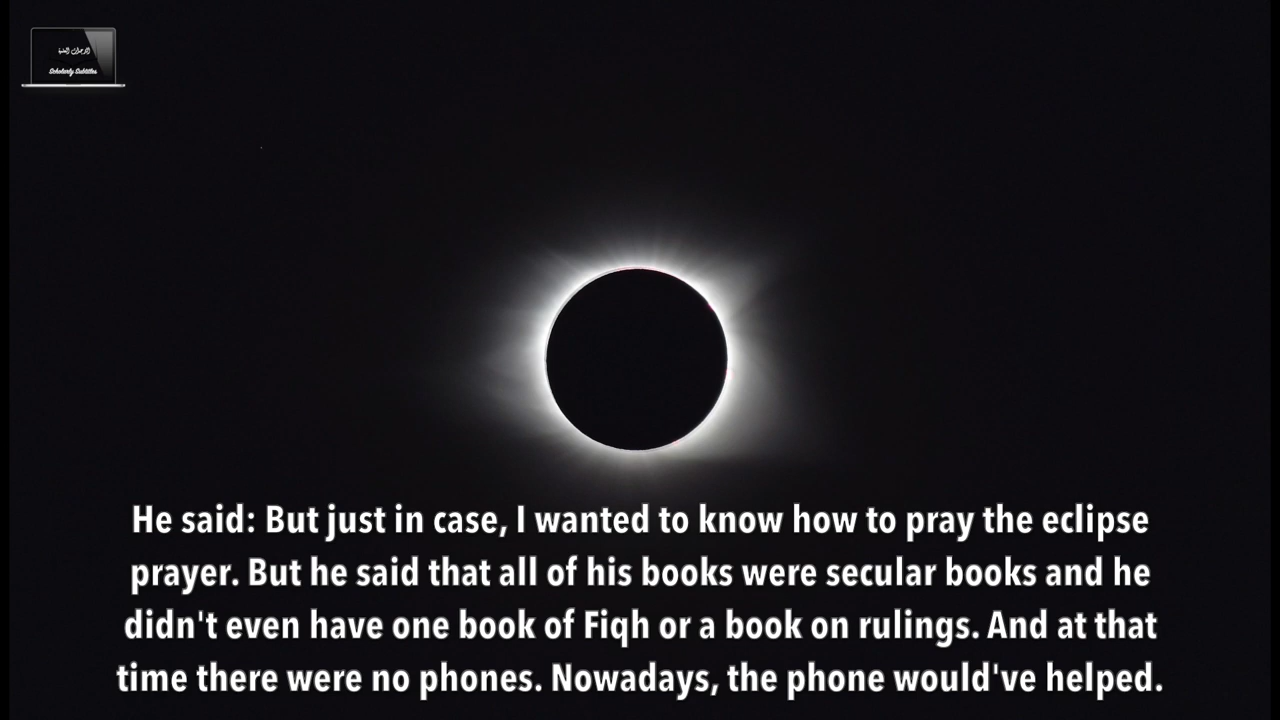 Scholarly Subtitles
He said: But just in case, I wanted to know how to pray the eclipse
prayer. But he said that all of his books were secular books and he
didn't even have one book of Fiqh or a book on rulings. And at that
time there were no phones. Nowadays, the phone would've helped.